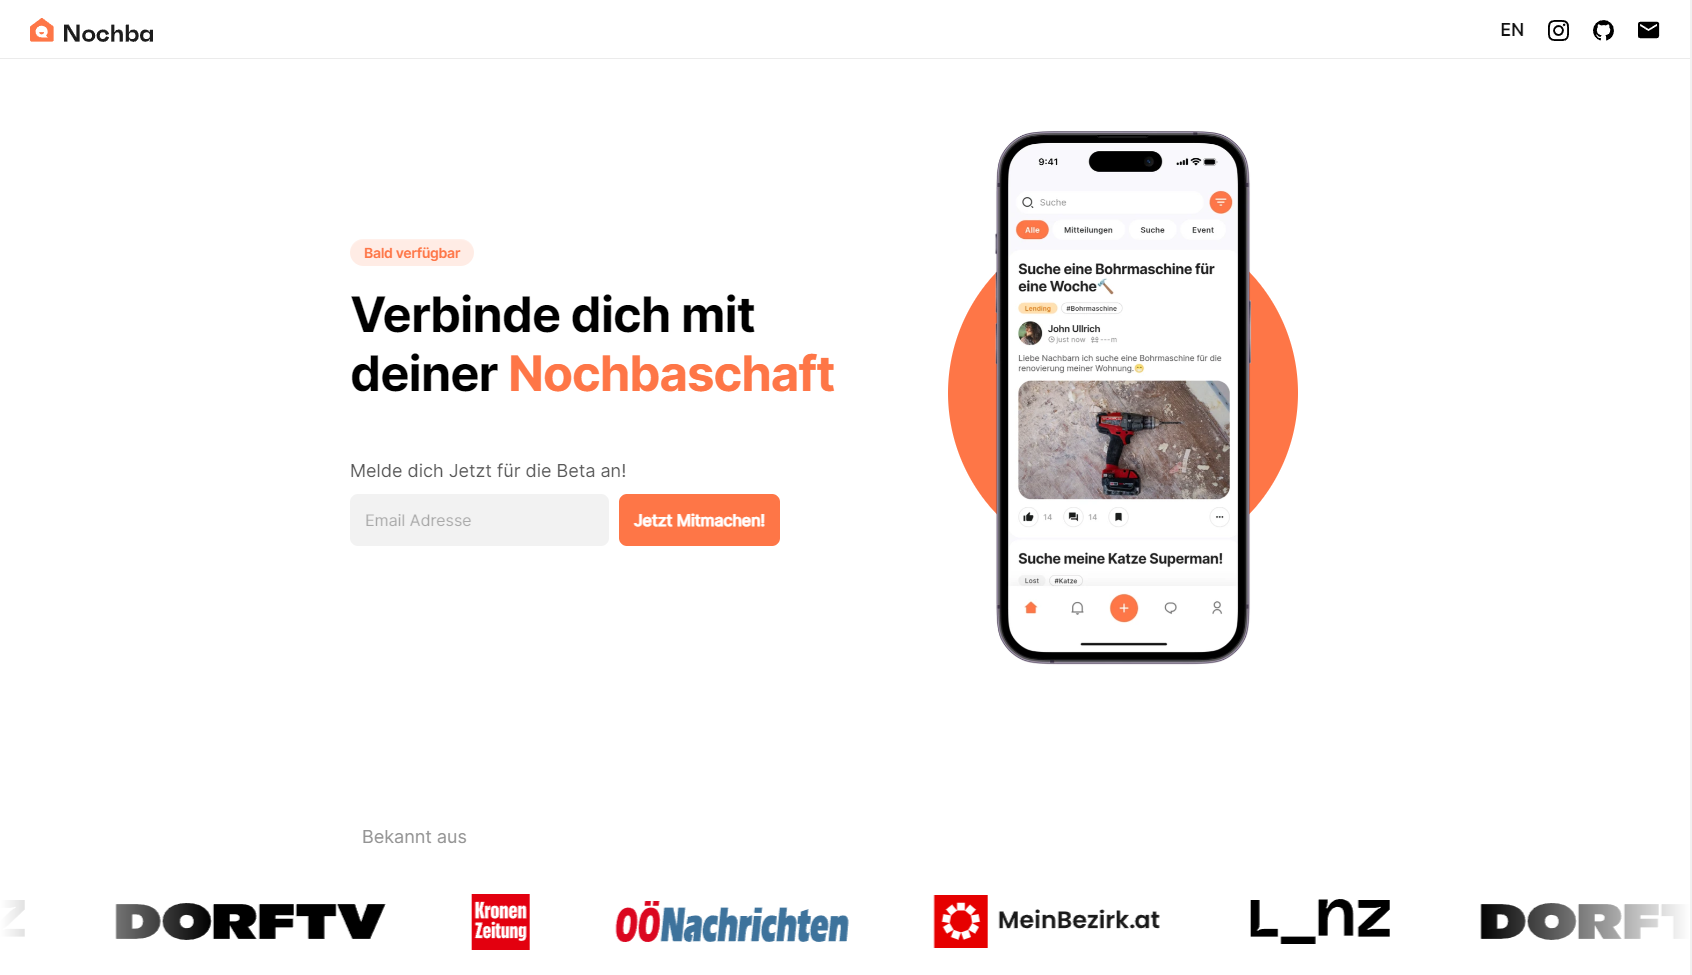 Nochba
EN
Bald verfügbar
Verbinde dich mit
deiner Nochbaschaft
Melde dich Jetzt für die Beta an!
Email Adresse
Jetzt Mitmachen!
9:41
Suche
Alle
Mitteilungen
Suche
Event
Suche eine Bohrmaschine für
eine Woche🔨
Lending
#Bohrmaschine
John Ullrich
just now
---m
Liebe Nachbarn ich suche eine Bohrmaschine für die
renovierung meiner Wohnung.😁
14
14
Suche meine Katze Superman!
Lost
#Katze
Bekannt aus
Z
DORFTV
Kronen
Zeitung
OÖNachrichten
MeinBezirk.at
L_nz
DORFT